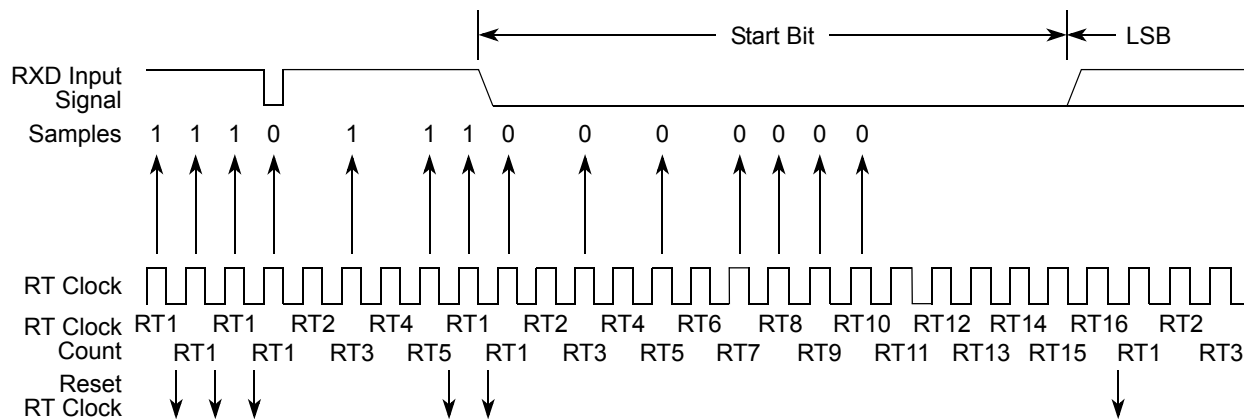 Start Bit LSB
RXD Input
Signal
Samples 1 1 1 0 1 1 1 0 0 0 0 0 0 0
RT Clock
RT Clock Count RT1 RT1 RT2 RT4 RT1 RT2 RT4 RT6 RT8 RT10 RT12 RT14 RT16 RT2
RT1 RT1 RT3 RT5 RT1 RT3 RT5 RT7 RT9 RT11 RT13 RT15 RT1 RT3
Reset
RT Clock